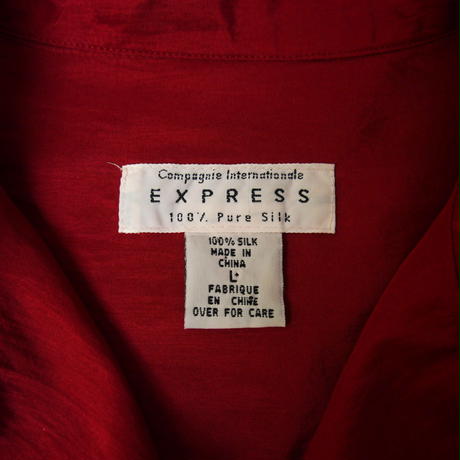 Compagnie Internationale
EXPRESS
100% Pure Silk
100% SILK
MADE IN
CHINA
L*
FABRIQUE
EN CHINE
OVER FOR CARE